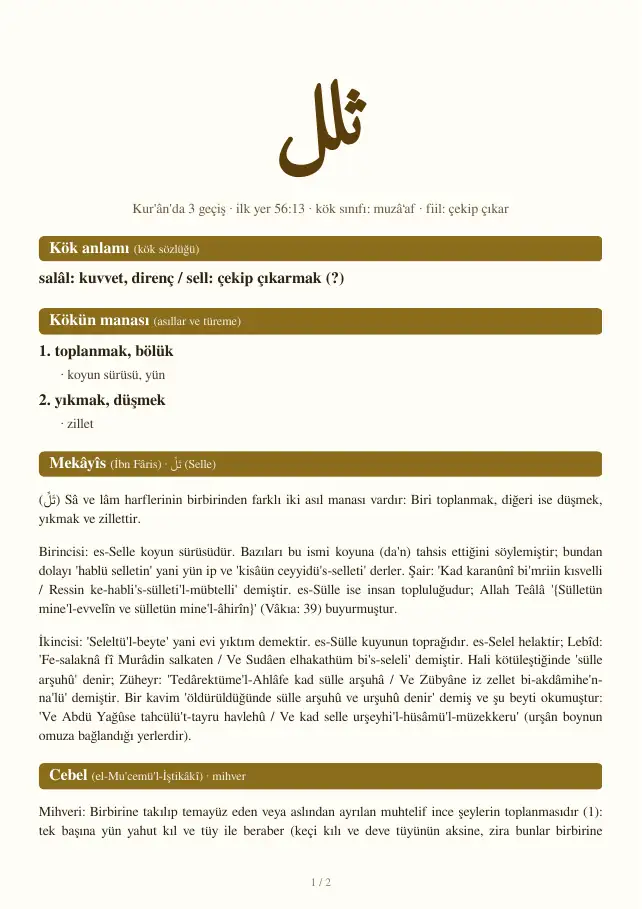 ثلل
Kur'ân'da 3 geçiş · ilk yer 56:13 · kök sınıfı: muzâ'af · fiil: çekip çıkar
Kök anlamı (kök sözlüğü)
salâl: kuvvet, direnç / sell: çekip çıkarmak (?)
Kökün manası (asıllar ve türeme)
1. toplanmak, bölük
· koyun sürüsü, yün
2. yıkmak, düşmek
· zillet
Mekâyîs (İbn Fâris) · ثَلَّ (Selle)
(ثَلَّ) Sâ ve lâm harflerinin birbirinden farklı iki asıl manası vardır: Biri toplanmak, diğeri ise düşmek,
yıkmak ve zillettir.
Birincisi: es-Selle koyun sürüsüdür. Bazıları bu ismi koyuna (da'n) tahsis ettiğini söylemiştir; bundan
dolayı 'hablü selletin' yani yün ip ve 'kisâün ceyyidü's-selleti' derler. Şair: 'Kad karanûnî bi'mriin kısvelli
/ Ressin ke-habli's-sülleti'l-mübtelli' demiştir. es-Sülle ise insan topluluğudur; Allah Teâlâ '{Sülletün
mine'l-evvelîn ve sülletün mine'l-âhirîn}' (Vâkıa: 39) buyurmuştur.
İkincisi: 'Seleltü'l-beyte' yani evi yıktım demektir. es-Sülle kuyunun toprağıdır. es-Selel helaktir; Lebîd:
'Fe-salaknâ fî Murâdin salkaten / Ve Sudâen elhakathüm bi's-seleli' demiştir. Hali kötüleştiğinde 'sülle
arşuhû' denir; Züheyr: 'Tedârektüme'l-Ahlâfe kad sülle arşuhâ / Ve Zübyâne iz zellet bi-akdâmihe'n-
na'lü' demiştir. Bir kavim 'öldürüldüğünde sülle arşuhû ve urşuhû denir' demiş ve şu beyti okumuştur:
'Ve Abdü Yağûse tahcülü't-tayru havlehû / Ve kad selle urşeyhi'l-hüsâmü'l-müzekkeru' (urşân boynun
omuza bağlandığı yerlerdir).
Cebel (el-Mu'cemü'l-İştikâkî) · mihver
Mihveri: Birbirine takılıp temayüz eden veya aslından ayrılan muhtelif ince şeylerin toplanmasıdır (1):
tek başına yün yahut kıl ve tüy ile beraber (keçi kılı ve deve tüyünün aksine, zira bunlar birbirine
1 / 2